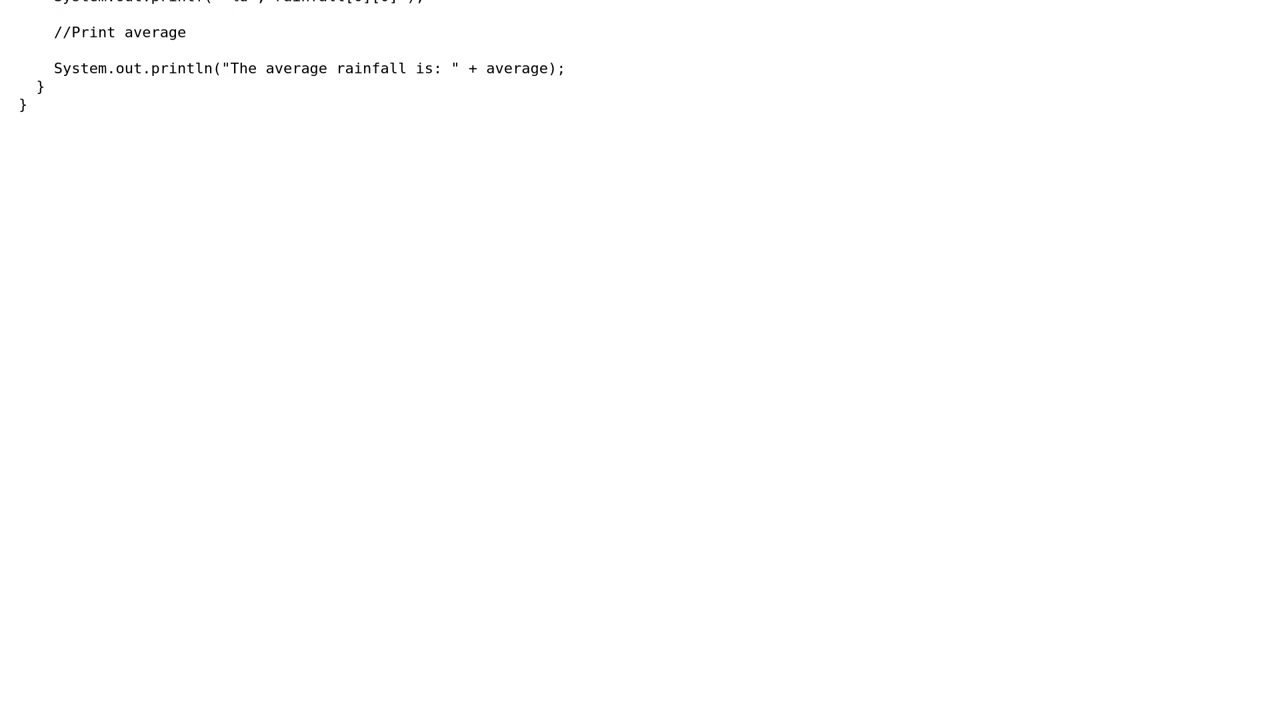 //Print average
System.out.println("The average rainfall is: " + average);
}
}